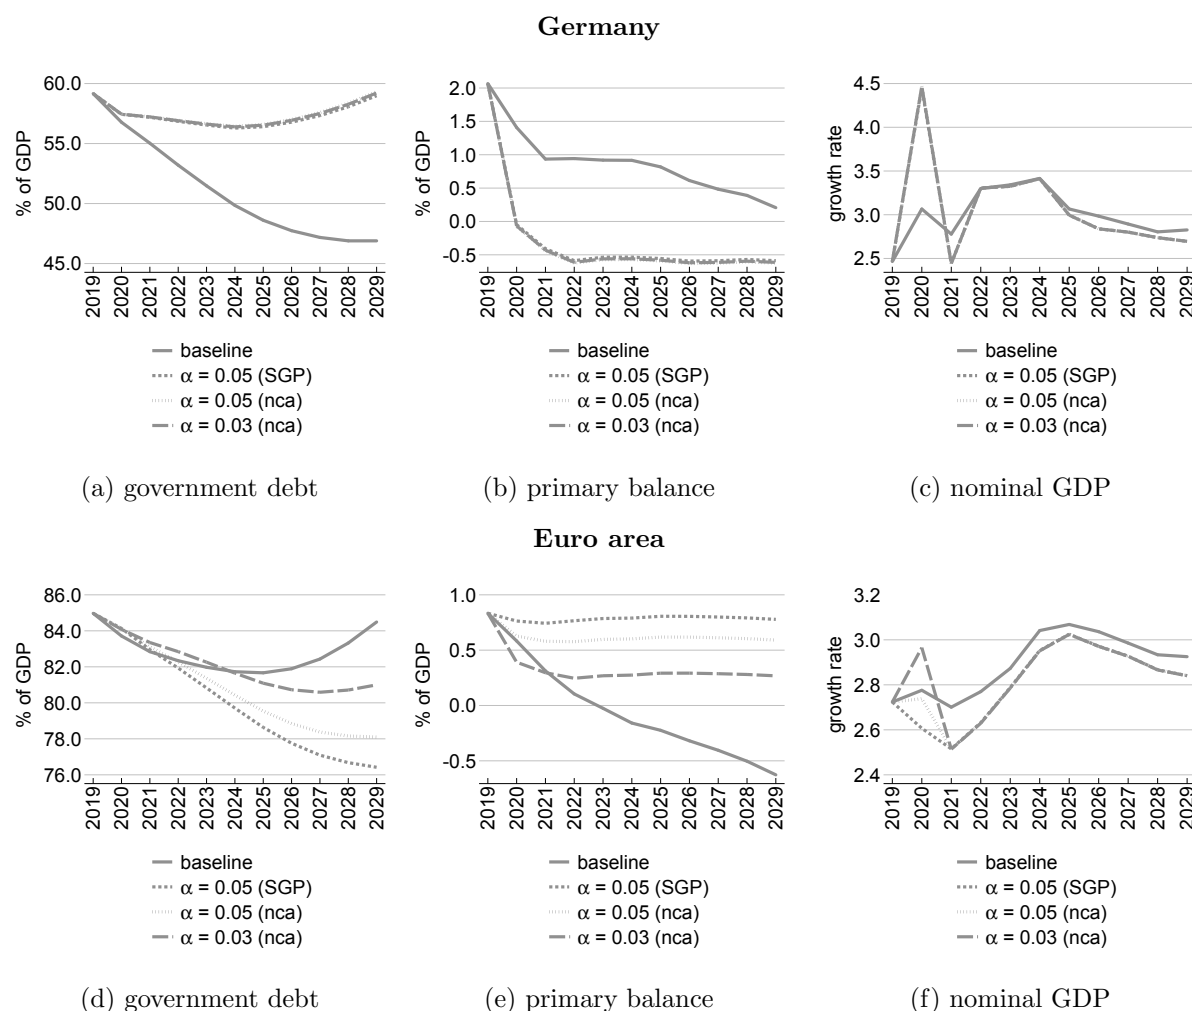 Germany
60.0
55.0
50.0
45.0
% of GDP
2019 2020 2021 2022 2023 2024 2025 2026 2027 2028 2029
baseline
α = 0.05 (SGP)
α = 0.05 (nca)
α = 0.03 (nca)
(a) government debt
2.0
1.5
1.0
0.5
0.0
-0.5
% of GDP
2019 2020 2021 2022 2023 2024 2025 2026 2027 2028 2029
baseline
α = 0.05 (SGP)
α = 0.05 (nca)
α = 0.03 (nca)
(b) primary balance
4.5
4.0
3.5
3.0
2.5
growth rate
2019 2020 2021 2022 2023 2024 2025 2026 2027 2028 2029
baseline
α = 0.05 (SGP)
α = 0.05 (nca)
α = 0.03 (nca)
(c) nominal GDP
Euro area
86.0
84.0
82.0
80.0
78.0
76.0
% of GDP
2019 2020 2021 2022 2023 2024 2025 2026 2027 2028 2029
baseline
α = 0.05 (SGP)
α = 0.05 (nca)
α = 0.03 (nca)
(d) government debt
1.0
0.5
0.0
-0.5
% of GDP
2019 2020 2021 2022 2023 2024 2025 2026 2027 2028 2029
baseline
α = 0.05 (SGP)
α = 0.05 (nca)
α = 0.03 (nca)
(e) primary balance
3.2
3.0
2.8
2.6
2.4
growth rate
2019 2020 2021 2022 2023 2024 2025 2026 2027 2028 2029
baseline
α = 0.05 (SGP)
α = 0.05 (nca)
α = 0.03 (nca)
(f) nominal GDP